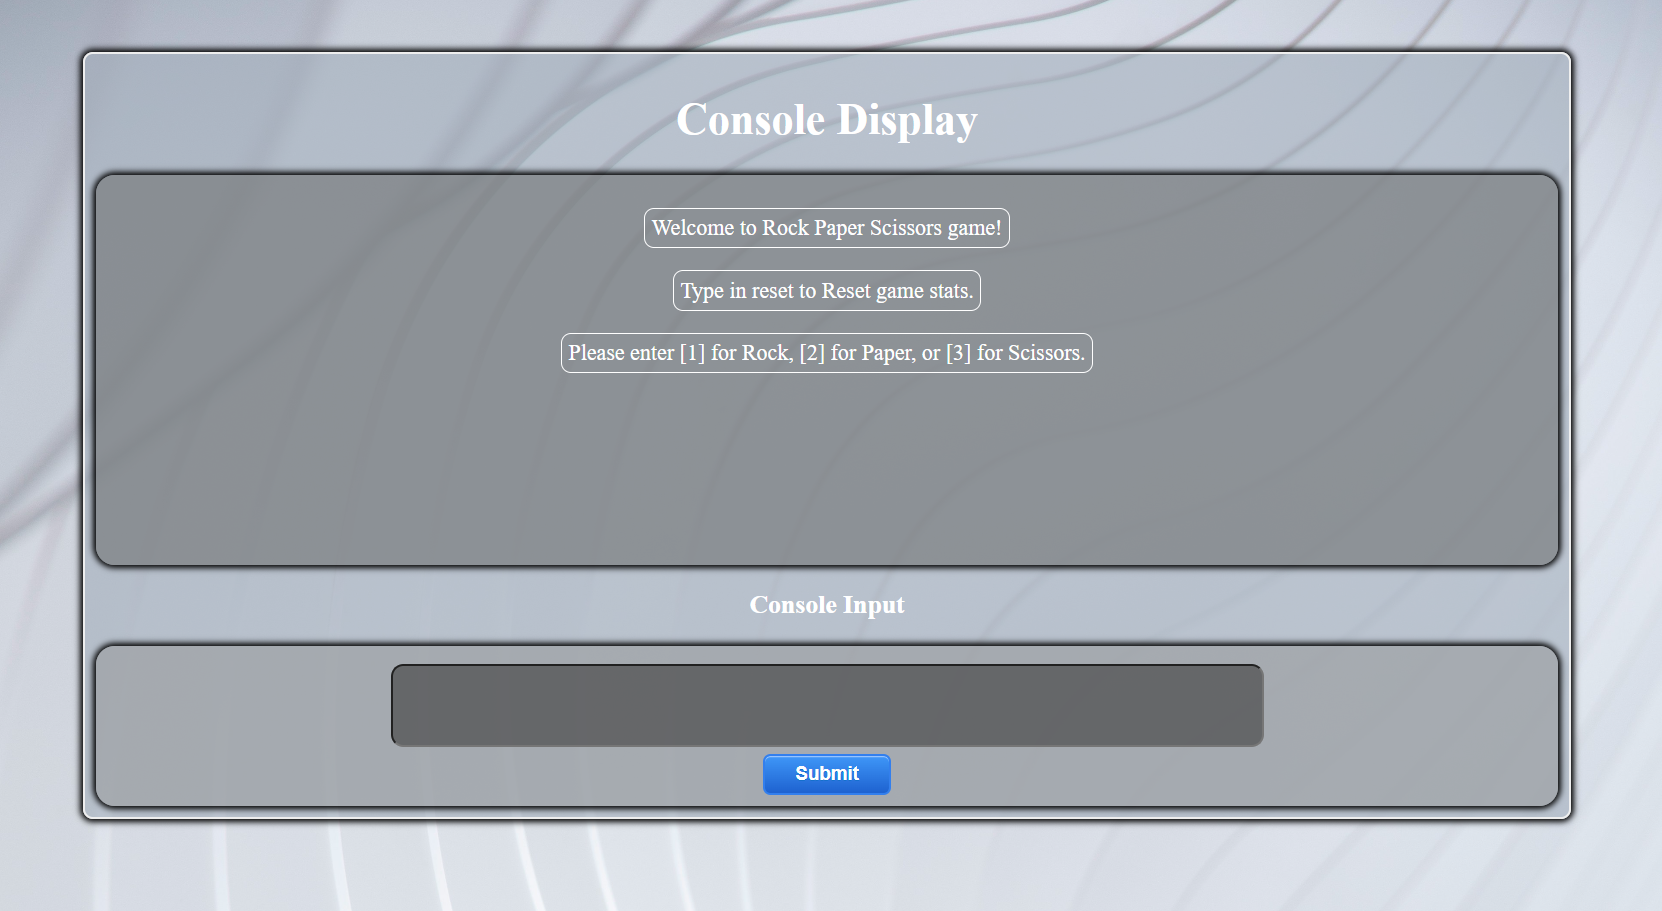 Console Display
Welcome to Rock Paper Scissors game!
Type in reset to Reset game stats.
Please enter [1] for Rock, [2] for Paper, or [3] for Scissors.
Console Input
Submit